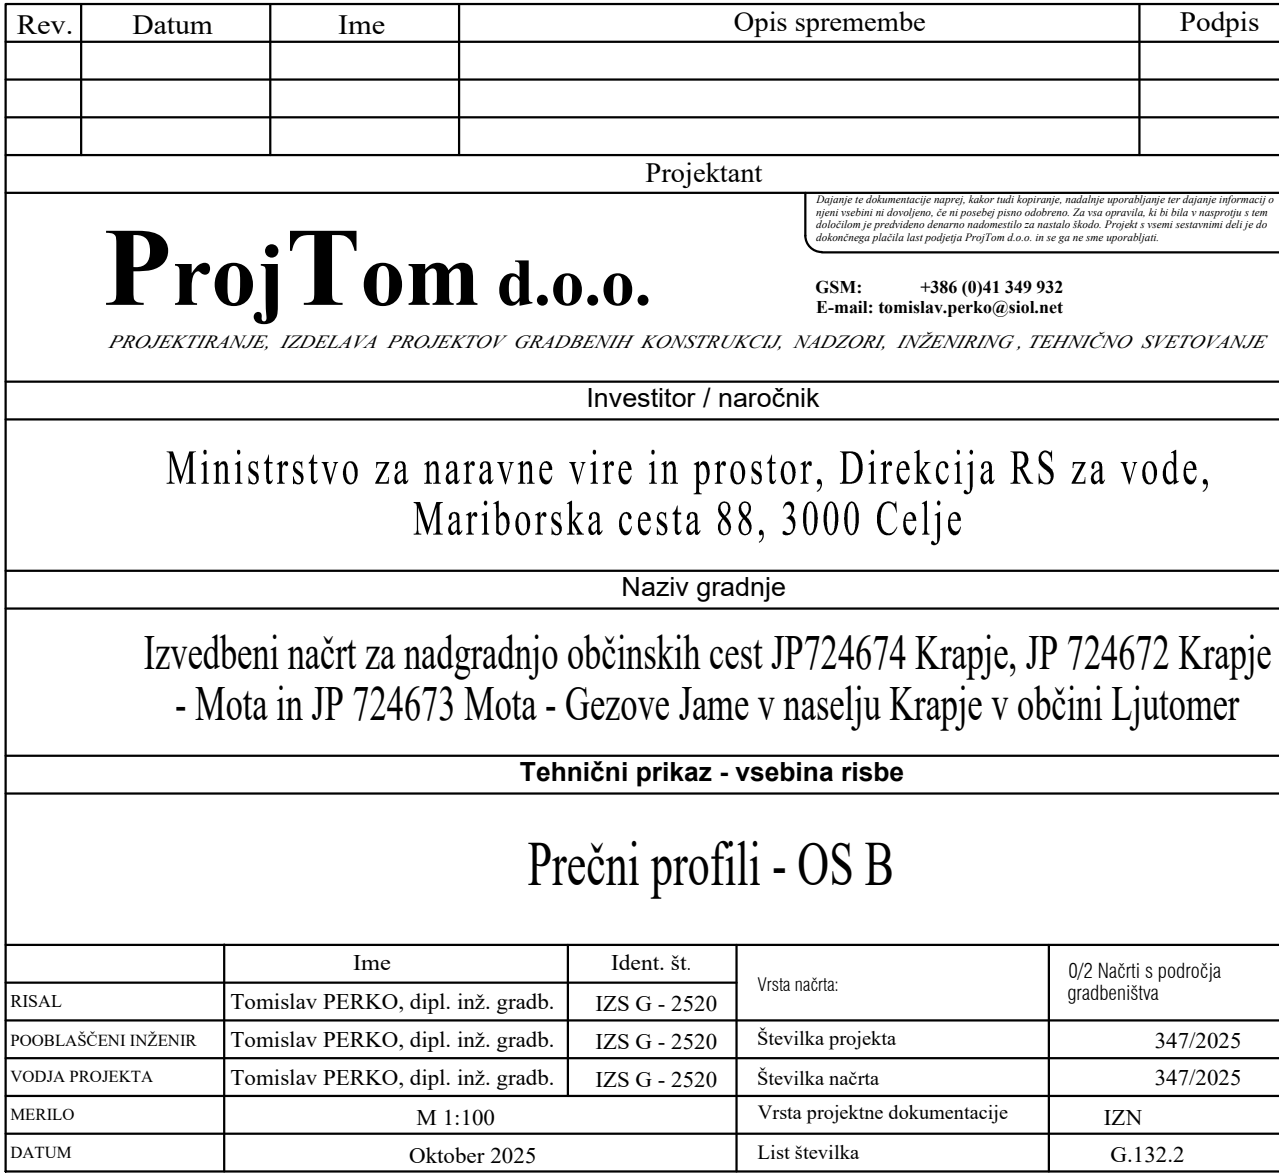 Rev. Datum Ime Opis spremembe Podpis
Projektant
Dajanje te dokumentacije naprej, kakor tudi kopiranje, nadalnje uporabljanje ter dajanje informacij o
njeni vsebini ni dovoljeno, če ni posebej pisno odobreno. Za vsa opravila, ki bi bila v nasprotju s tem
določilom je predvideno denarno nadomestilo za nastalo škodo. Projekt s vsemi sestavnimi deli je do
dokončnega plačila last podjetja ProjTom d.o.o. in se ga ne sme uporabljati.
ProjTom d.o.o.
GSM: +386 (0)41 349 932
E-mail: tomislav.perko@siol.net
PROJEKTIRANJE, IZDELAVA PROJEKTOV GRADBENIH KONSTRUKCIJ, NADZORI, INŽENIRING , TEHNIČNO SVETOVANJE
Investitor / naročnik
Ministrstvo za naravne vire in prostor, Direkcija RS za vode,
Mariborska cesta 88, 3000 Celje
Naziv gradnje
Izvedbeni načrt za nadgradnjo občinskih cest JP724674 Krapje, JP 724672 Krapje
- Mota in JP 724673 Mota - Gezove Jame v naselju Krapje v občini Ljutomer
Tehnični prikaz - vsebina risbe
Prečni profili - OS B
Ime Ident. št.
Vrsta načrta: 0/2 Načrti s področja
gradbeništva
RISAL Tomislav PERKO, dipl. inž. gradb. IZS G - 2520
POOBLAŠČENI INŽENIR Tomislav PERKO, dipl. inž. gradb. IZS G - 2520 Številka projekta 347/2025
VODJA PROJEKTA Tomislav PERKO, dipl. inž. gradb. IZS G - 2520 Številka načrta 347/2025
MERILO M 1:100 Vrsta projektne dokumentacije IZN
DATUM Oktober 2025 List številka G.132.2